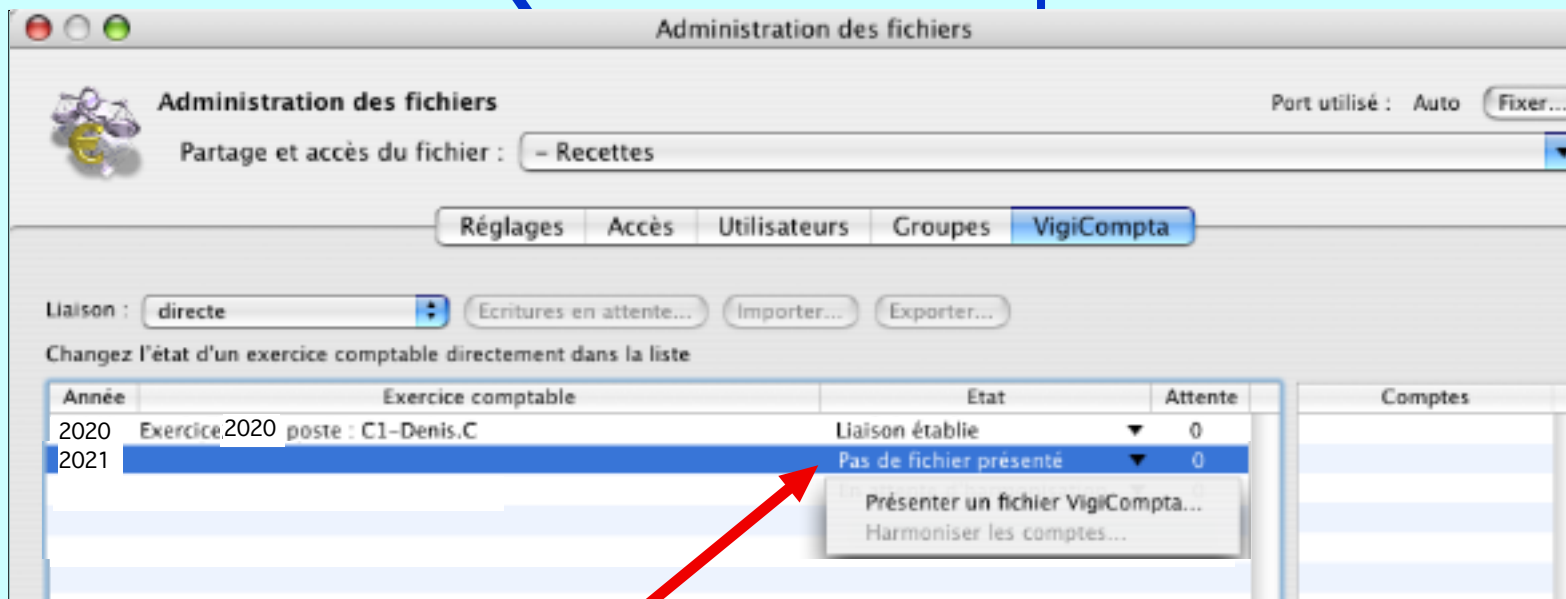 Administration des fichiers
Administration des fichiers
Port utilisé : Auto Fixer...
Partage et accès du fichier : – Recettes
Réglages Accès Utilisateurs Groupes VigiCompta
Liaison : directe Ecritures en attente... Importer... Exporter...
Changez l'état d'un exercice comptable directement dans la liste
Année Exercice comptable Etat Attente Comptes
2020 Exercice 2020 poste : C1-Denis.C Liaison établie 0
2021 Pas de fichier présenté 0
Présenter un fichier VigiCompta...
Harmoniser les comptes...